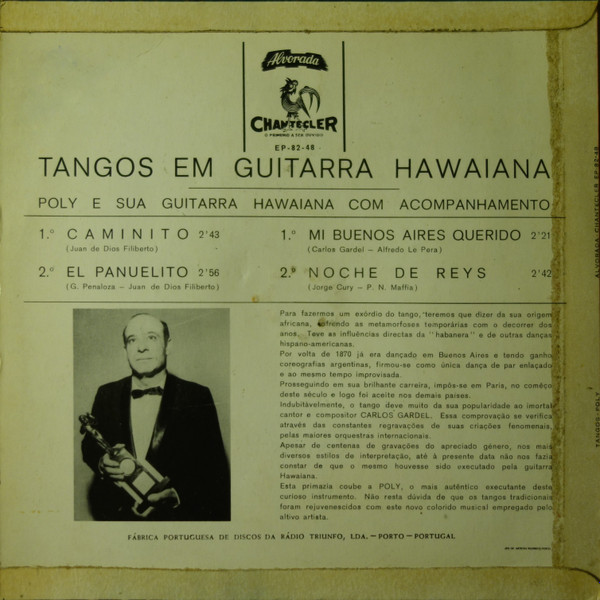 Alvorada
CHANTECLER
EP-82-48
TANGOS EM GUITARRA HAWAIANA
POLY E SUA GUITARRA HAWAIANA COM ACOMPANHAMENTO
1.º CAMINITO 2'43
(Juan de Dios Filiberto)
2.º EL PANUELITO 2'56
(G. Penaloza – Juan de Dios Filiberto)
1.º MI BUENOS AIRES QUERIDO 2'21
(Carlos Gardel – Alfredo Le Pera)
2.º NOCHE DE REYS 2'42
(Jorge Cury – P. N. Maffia)
Para fazermos um exórdio do tango, teremos que dizer da sua origem
africana, sofrendo as metamorfoses temporárias com o decorrer dos
anos. Teve as influências directas da "habanera" e de outras danças
hispano-americanas.
Por volta de 1870 já era dançado em Buenos Aires e tendo ganho
coreografias argentinas, firmou-se como única dança de par enlaçado
e ao mesmo tempo improvisada.
Prosseguindo em sua brilhante carreira, impôs-se em Paris, no comêço
deste século e logo foi aceite nos demais países.
Indubitàvelmente, o tango deve muito da sua popularidade ao imortal
cantor e compositor CARLOS GARDEL. Essa comprovação se verifica
através das constantes regravações de suas criações fenomenais,
pelas maiores orquestras internacionais.
Apesar de centenas de gravações do apreciado género, nos mais
diversos estilos de interpretação, até à presente data não nos fazia
constar de que o mesmo houvesse sido executado pela guitarra
Hawaiana.
Esta primazia coube a POLY, o mais autêntico executante deste
curioso instrumento. Não resta dúvida de que os tangos tradicionais
foram rejuvenescidos com este novo colorido musical empregado pelo
altivo artista.
FÁBRICA PORTUGUESA DE DISCOS DA RÁDIO TRIUNFO, LDA. – PORTO – PORTUGAL
ALVORADA CHANTECLER EP 82-48
TANGOS POLY